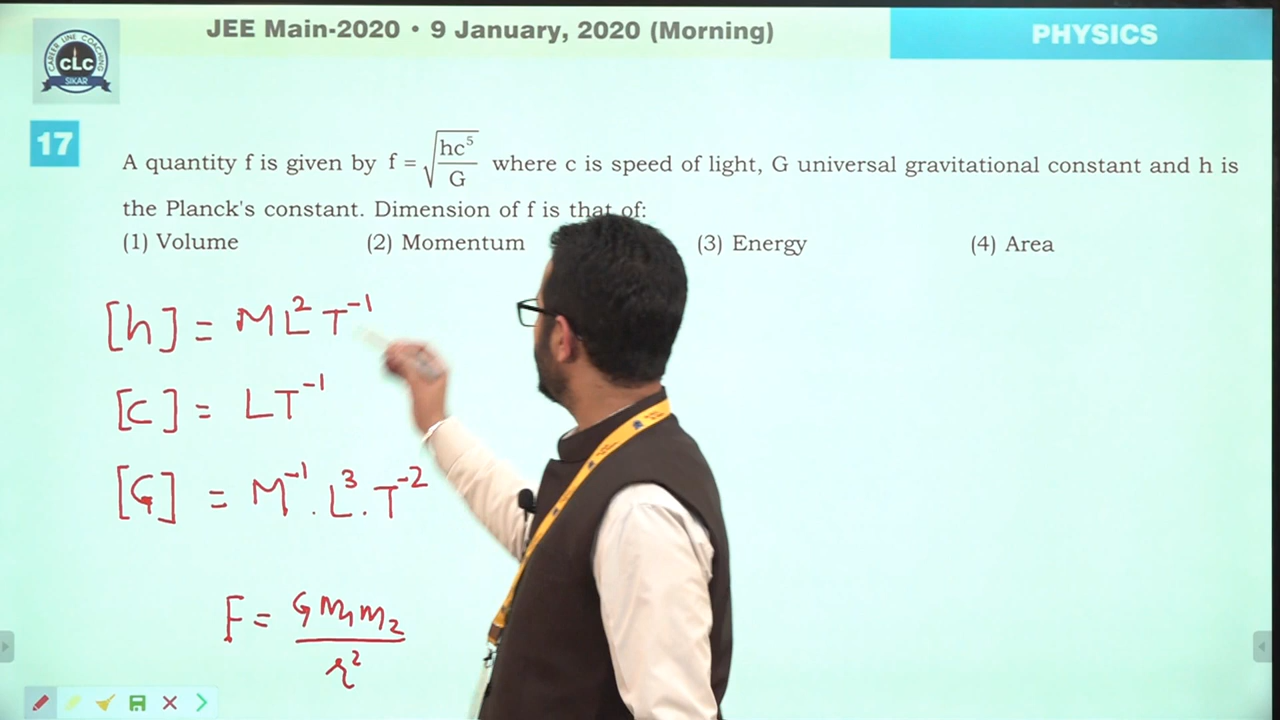 JEE Main-2020 • 9 January, 2020 (Morning)
PHYSICS
CAREER LINE COACHING
CLC
SIKAR
17
A quantity f is given by f = √(hc⁵/G) where c is speed of light, G universal gravitational constant and h is
the Planck's constant. Dimension of f is that of:
(1) Volume (2) Momentum (3) Energy (4) Area
[h] = ML²T⁻¹
[C] = LT⁻¹
[G] = M⁻¹.L³.T⁻²
F = Gm₁m₂/r²